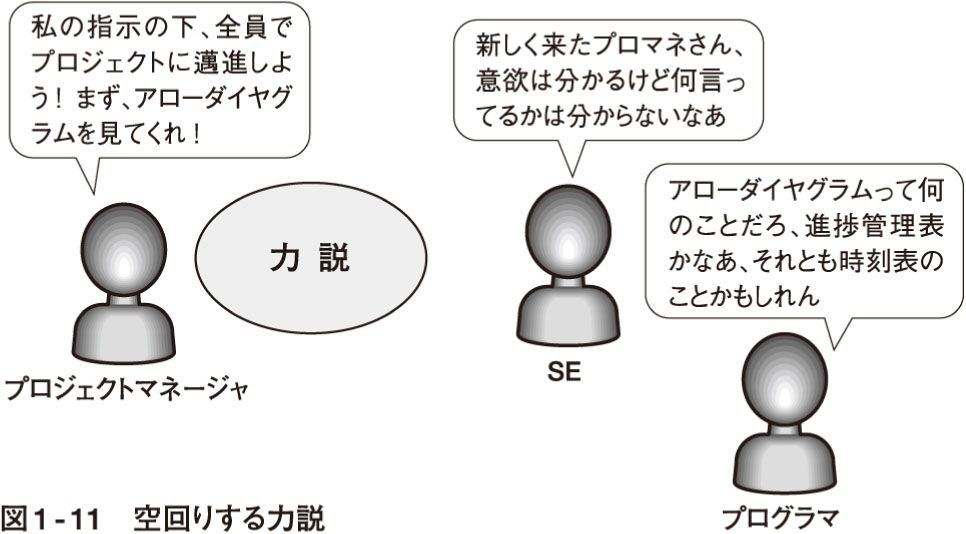 私の指示の下、全員で
プロジェクトに邁進しよ
う！まず、アローダイヤグ
ラムを見てくれ！
力説
プロジェクトマネージャ
新しく来たプロマネさん、
意欲は分かるけど何言っ
てるかは分からないなあ
SE
アローダイヤグラムって何
のことだろ、進捗管理表
かなあ、それとも時刻表の
ことかもしれん
プログラマ
図1-11　空回りする力説